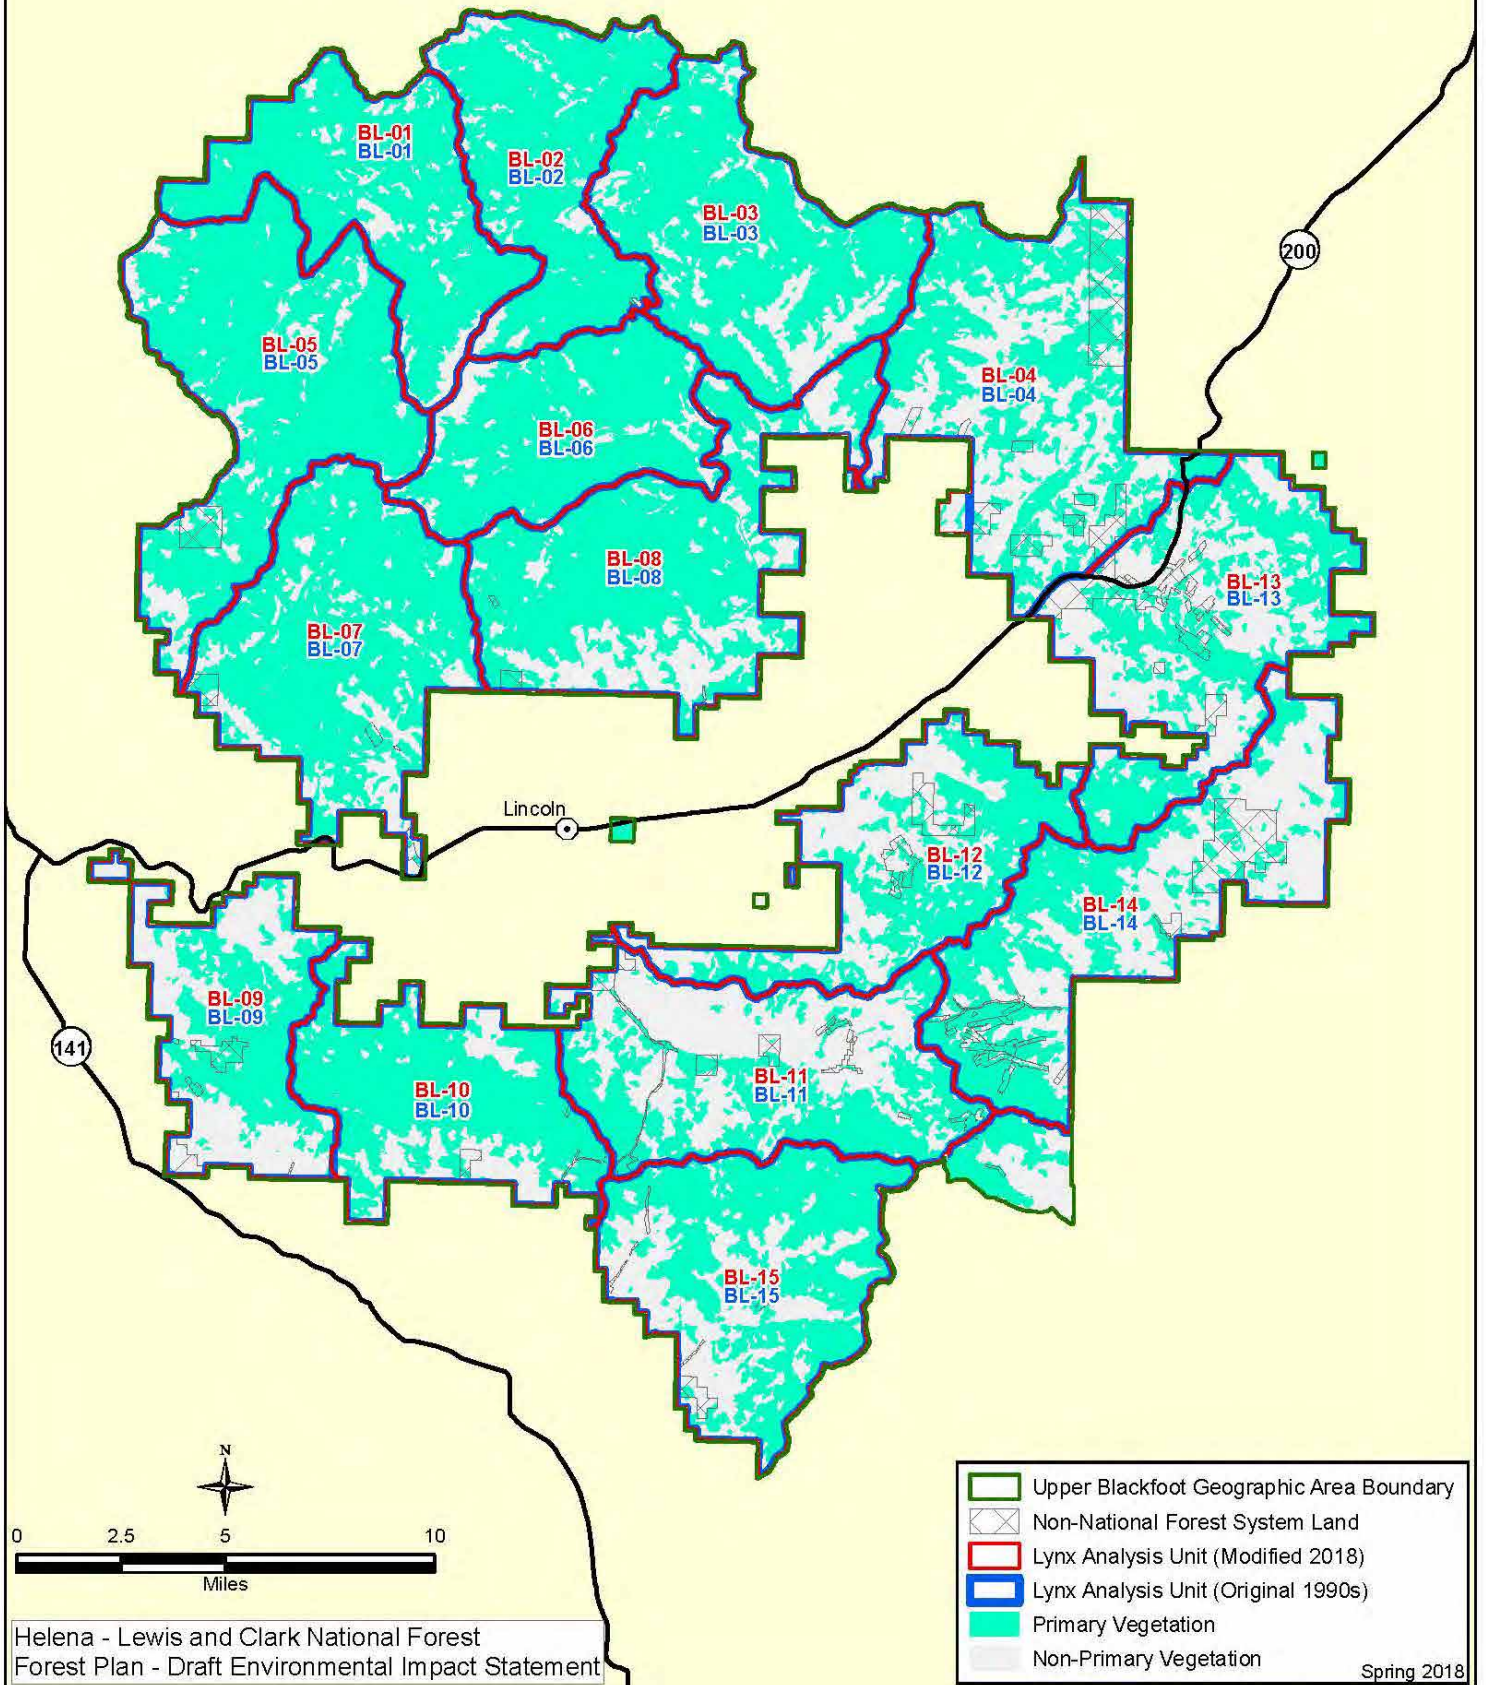 BL-01
BL-01
BL-02
BL-02
BL-03
BL-03
200
BL-05
BL-05
BL-04
BL-04
BL-06
BL-06
BL-08
BL-08
BL-13
BL-13
BL-07
BL-07
Lincoln
BL-12
BL-12
BL-14
BL-14
BL-09
BL-09
141
BL-11
BL-11
BL-10
BL-10
BL-15
BL-15
N
0 2.5 5 10
Miles
Helena - Lewis and Clark National Forest
Forest Plan - Draft Environmental Impact Statement
Upper Blackfoot Geographic Area Boundary
Non-National Forest System Land
Lynx Analysis Unit (Modified 2018)
Lynx Analysis Unit (Original 1990s)
Primary Vegetation
Non-Primary Vegetation
Spring 2018